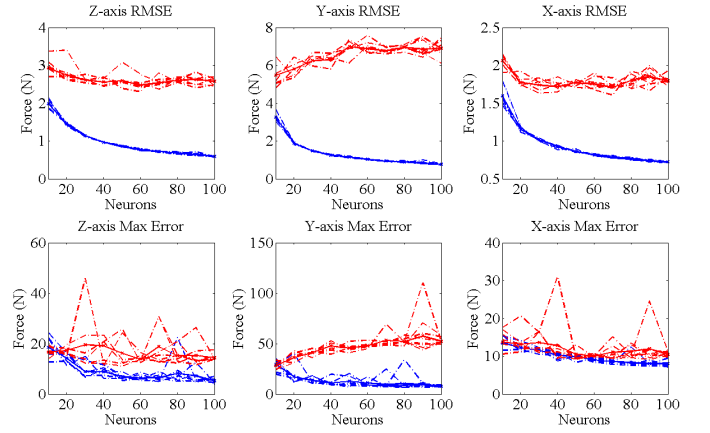 Z-axis RMSE
Y-axis RMSE
X-axis RMSE
4
3
2
1
0
Force (N)
20 40 60 80 100
Neurons
8
6
4
2
0
Force (N)
20 40 60 80 100
Neurons
2.5
2
1.5
1
0.5
Force (N)
20 40 60 80 100
Neurons
Z-axis Max Error
Y-axis Max Error
X-axis Max Error
60
40
20
0
Force (N)
20 40 60 80 100
Neurons
150
100
50
0
Force (N)
20 40 60 80 100
Neurons
40
30
20
10
0
Force (N)
20 40 60 80 100
Neurons